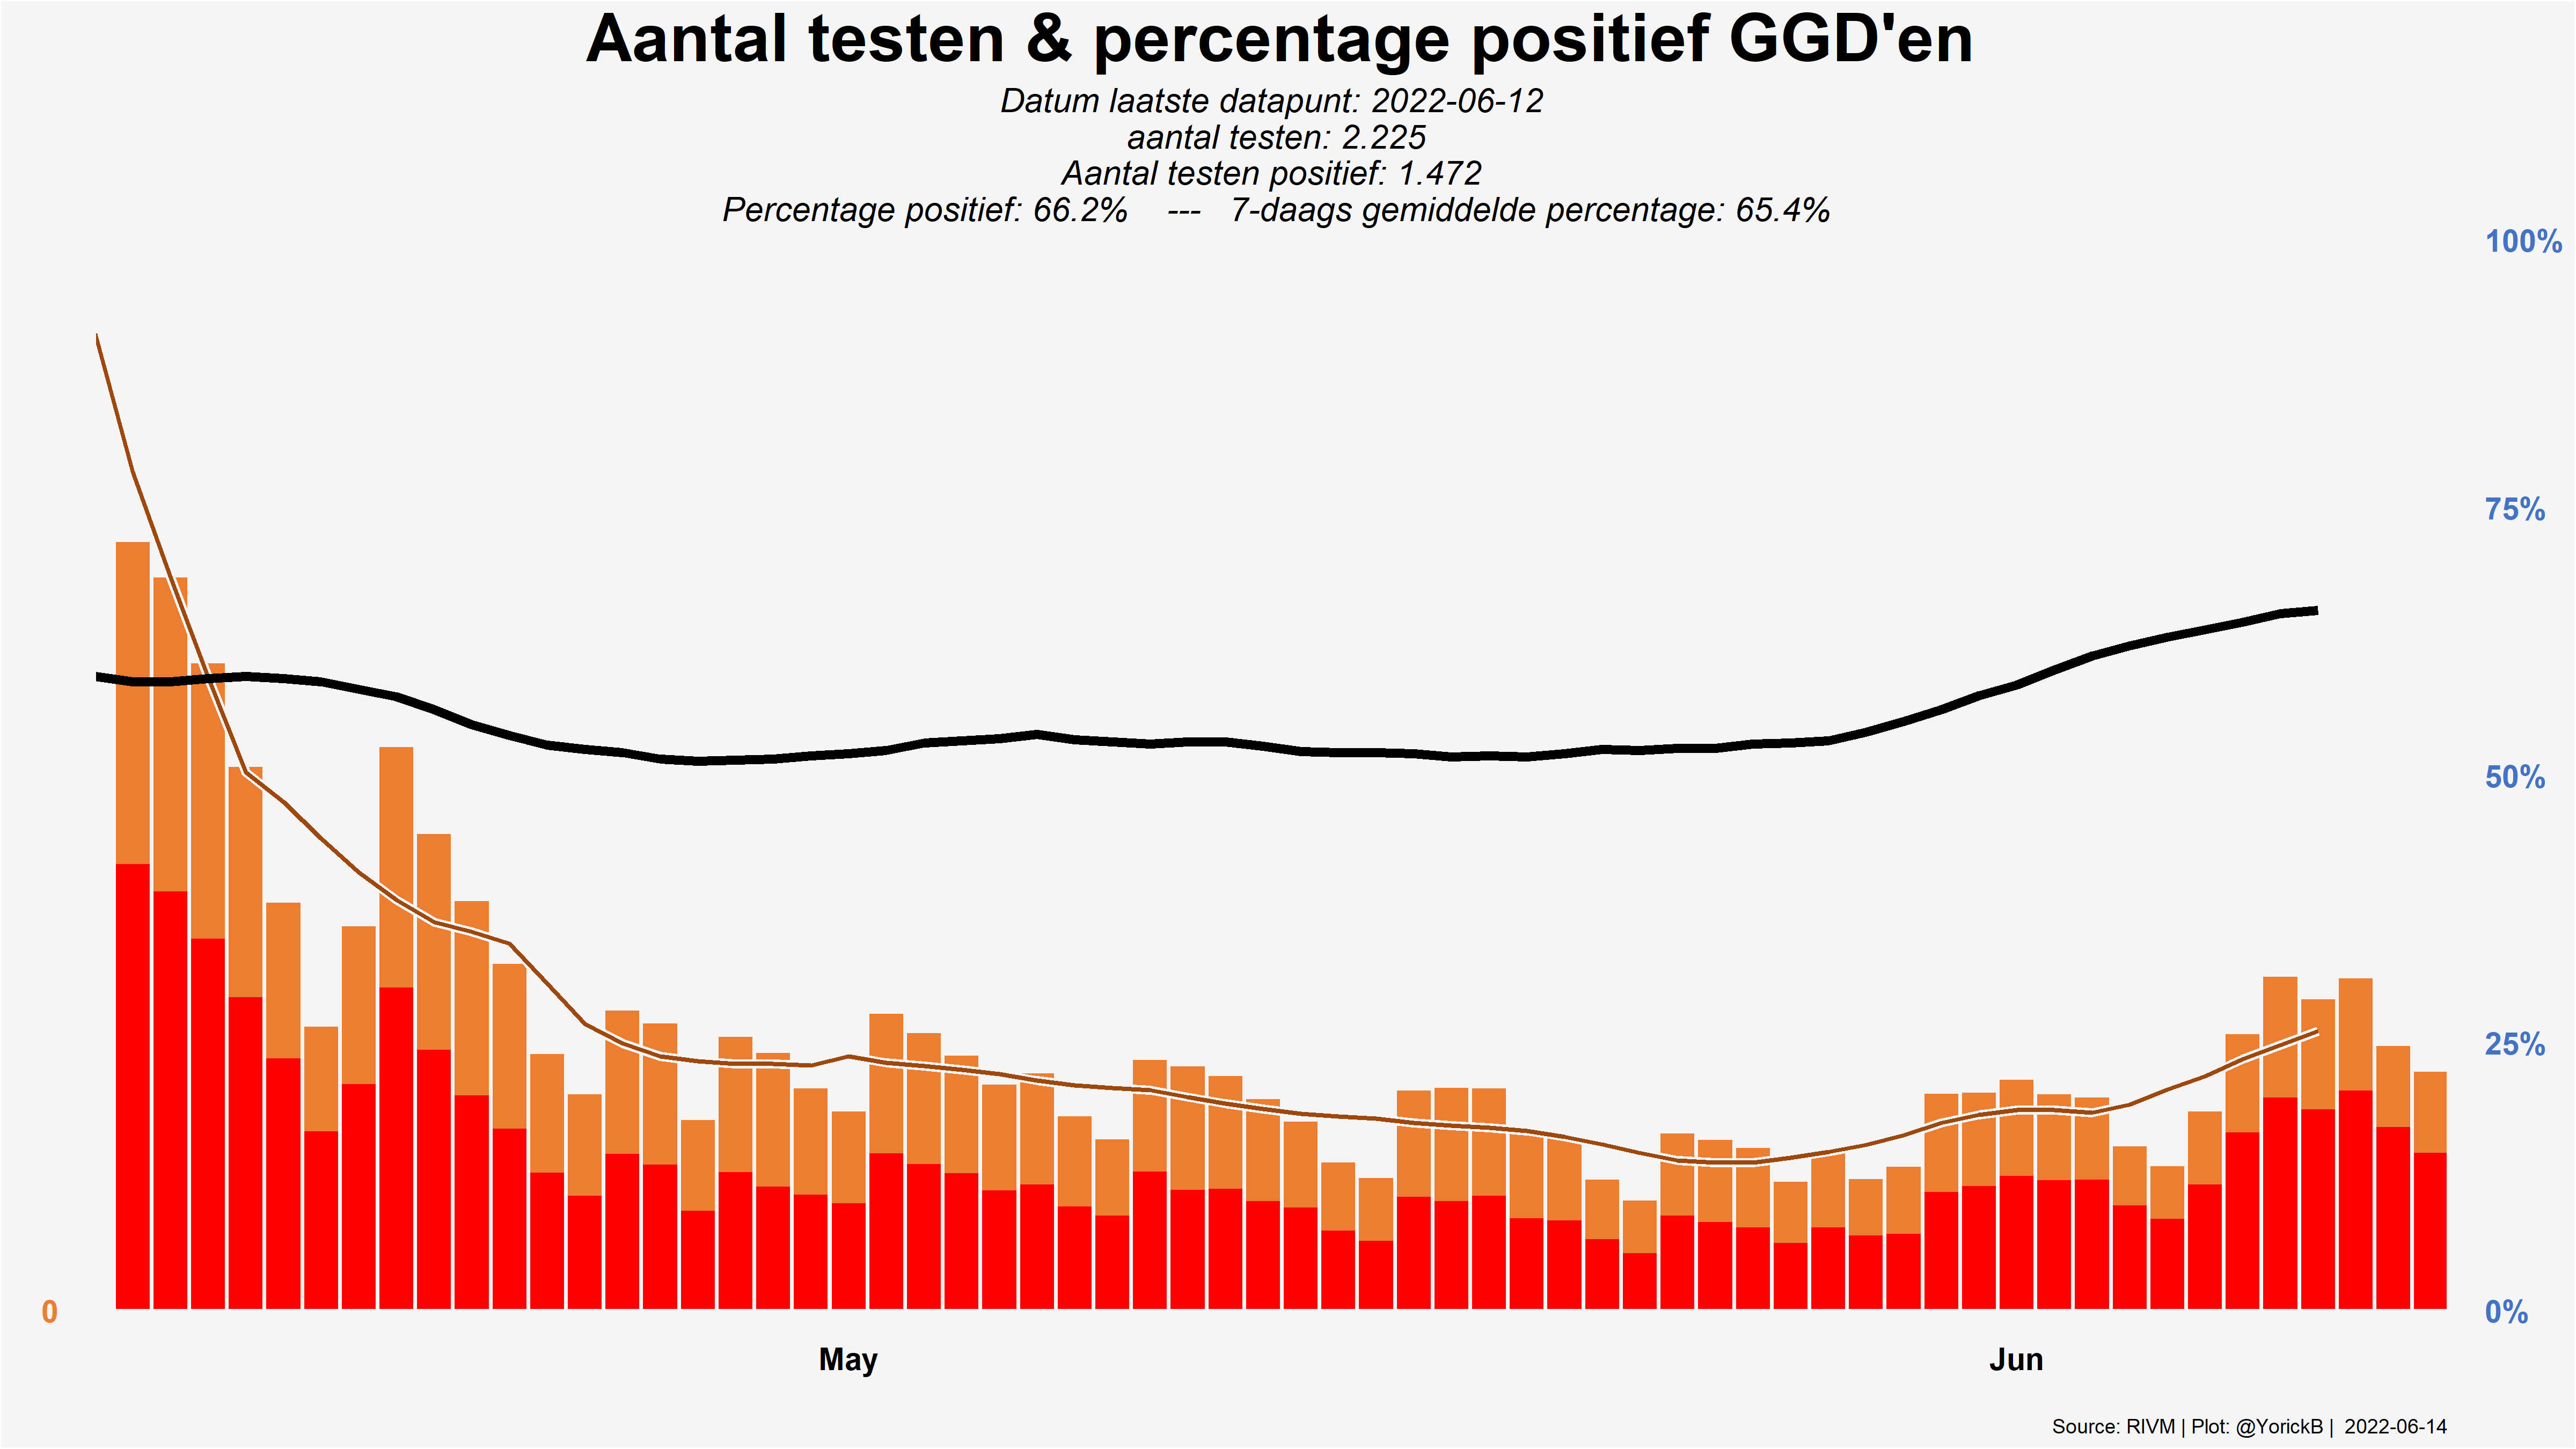 Aantal testen & percentage positief GGD'en
Datum laatste datapunt: 2022-06-12
aantal testen: 2.225
Aantal testen positief: 1.472
Percentage positief: 66.2% --- 7-daags gemiddelde percentage: 65.4%
100%
75%
50%
25%
0 0%
May Jun
Source: RIVM | Plot: @YorickB | 2022-06-14